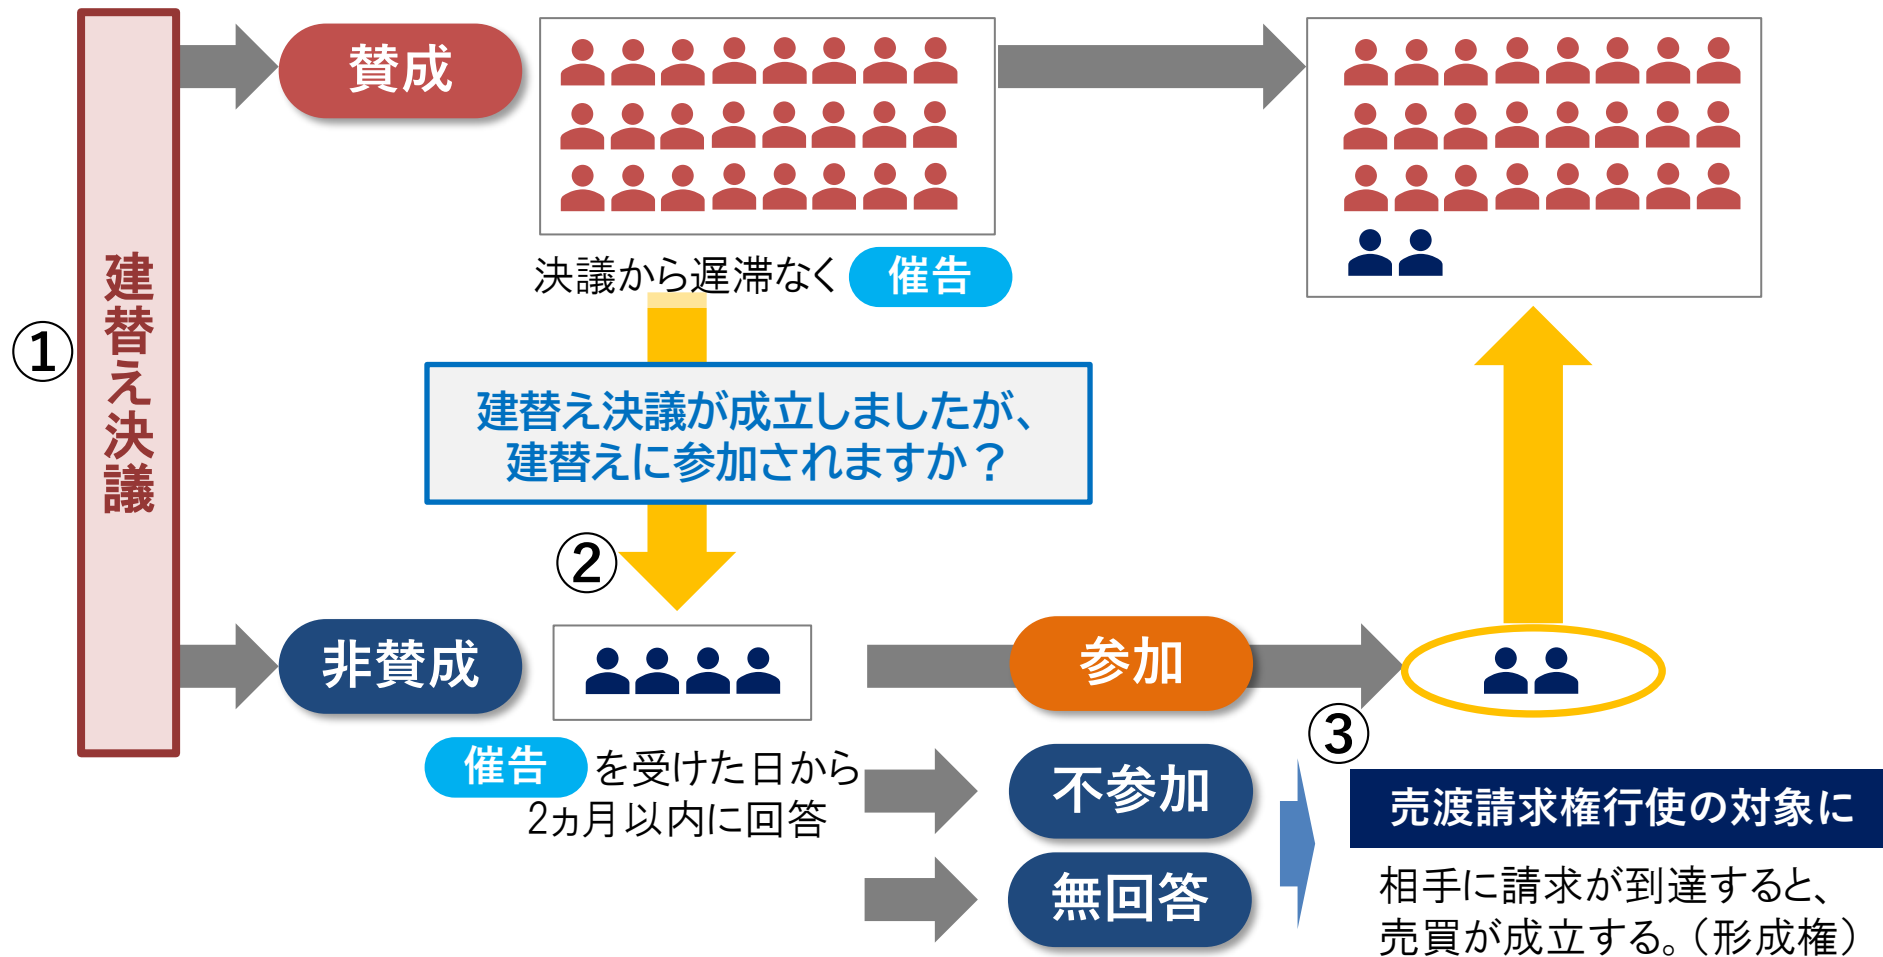 ①
建替え決議
賛成
決議から遅滞なく 催告
建替え決議が成立しましたが、
建替えに参加されますか？
②
非賛成
催告 を受けた日から
2ヵ月以内に回答
参加
不参加
無回答
③
売渡請求権行使の対象に
相手に請求が到達すると、
売買が成立する。（形成権）